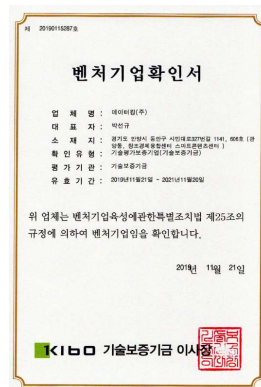 제 20190115287호
벤처기업확인서
업 체 명 : 데이터킹(주)
대 표 자 : 박선규
소 재 지 : 경기도 안양시 동안구 시민대로327번길 1141, 606호 (관
양동, 창조경제융합센터 스마트콘텐츠센터)
확 인 유 형 : 기술평가보증기업(기술보증기금)
평 가 기 관 : 기술보증기금
유 효 기 간 : 2019년11월21일 ~ 2021년11월20일
위 업체는 벤처기업육성에관한특별조치법 제25조의
규정에 의하여 벤처기업임을 확인합니다.
2019년 11월 21일
KIBO 기술보증기금 이사장